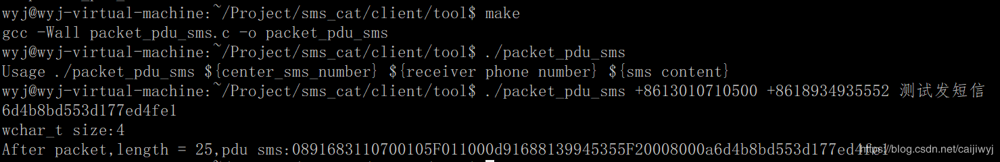 wyj@wyj-virtual-machine:~/Project/sms_cat/client/tool$ make
gcc -Wall packet_pdu_sms.c -o packet_pdu_sms
wyj@wyj-virtual-machine:~/Project/sms_cat/client/tool$ ./packet_pdu_sms
Usage ./packet_pdu_sms ${center_sms_number} ${receiver phone number} ${sms content}
wyj@wyj-virtual-machine:~/Project/sms_cat/client/tool$ ./packet_pdu_sms +8613010710500 +8618934935552 测试发短信
6d4b8bd553d177ed4fe1
wchar_t size:4
After packet,length = 25,pdu sms:0891683110700105F011000d91688139945355F20008000a6d4b8bd553d177ed4fe1
https://blog.csdn.net/caijiwyj